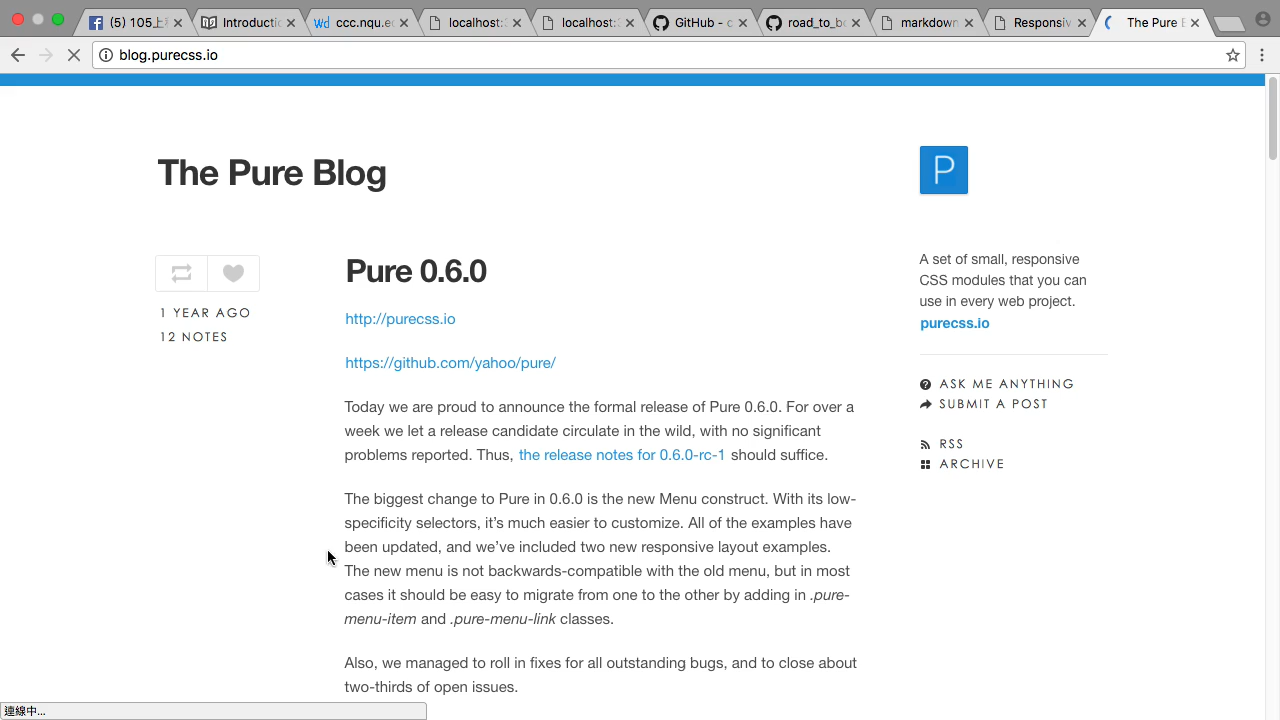 (5) 105上
Introductic
ccc.nqu.ec
localhost:
localhost:
GitHub - c
road_to_bc
markdown
Responsiv
The Pure B
blog.purecss.io
The Pure Blog
P
1 YEAR AGO
12 NOTES
Pure 0.6.0
http://purecss.io
https://github.com/yahoo/pure/
Today we are proud to announce the formal release of Pure 0.6.0. For over a
week we let a release candidate circulate in the wild, with no significant
problems reported. Thus, the release notes for 0.6.0-rc-1 should suffice.
The biggest change to Pure in 0.6.0 is the new Menu construct. With its low-
specificity selectors, it’s much easier to customize. All of the examples have
been updated, and we’ve included two new responsive layout examples.
The new menu is not backwards-compatible with the old menu, but in most
cases it should be easy to migrate from one to the other by adding in .pure-
menu-item and .pure-menu-link classes.
Also, we managed to roll in fixes for all outstanding bugs, and to close about
two-thirds of open issues.
A set of small, responsive
CSS modules that you can
use in every web project.
purecss.io
ASK ME ANYTHING
SUBMIT A POST
RSS
ARCHIVE
連線中...